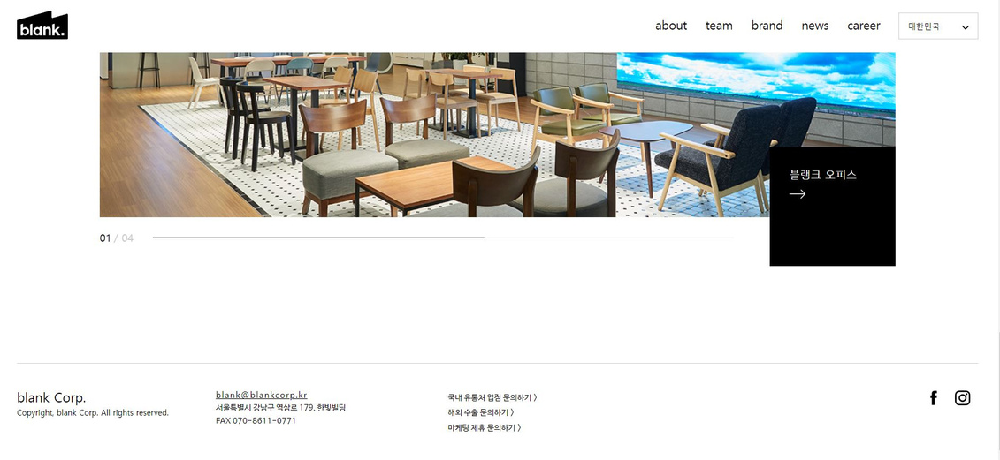 blank.
about team brand news career 대한민국
블랭크 오피스
01 / 04
blank Corp.
Copyright, blank Corp. All rights reserved.
blank@blankcorp.kr
서울특별시 강남구 역삼로 179, 한빛빌딩
FAX 070-8611-0771
국내 유통처 입점 문의하기 >
해외 수출 문의하기 >
마케팅 제휴 문의하기 >